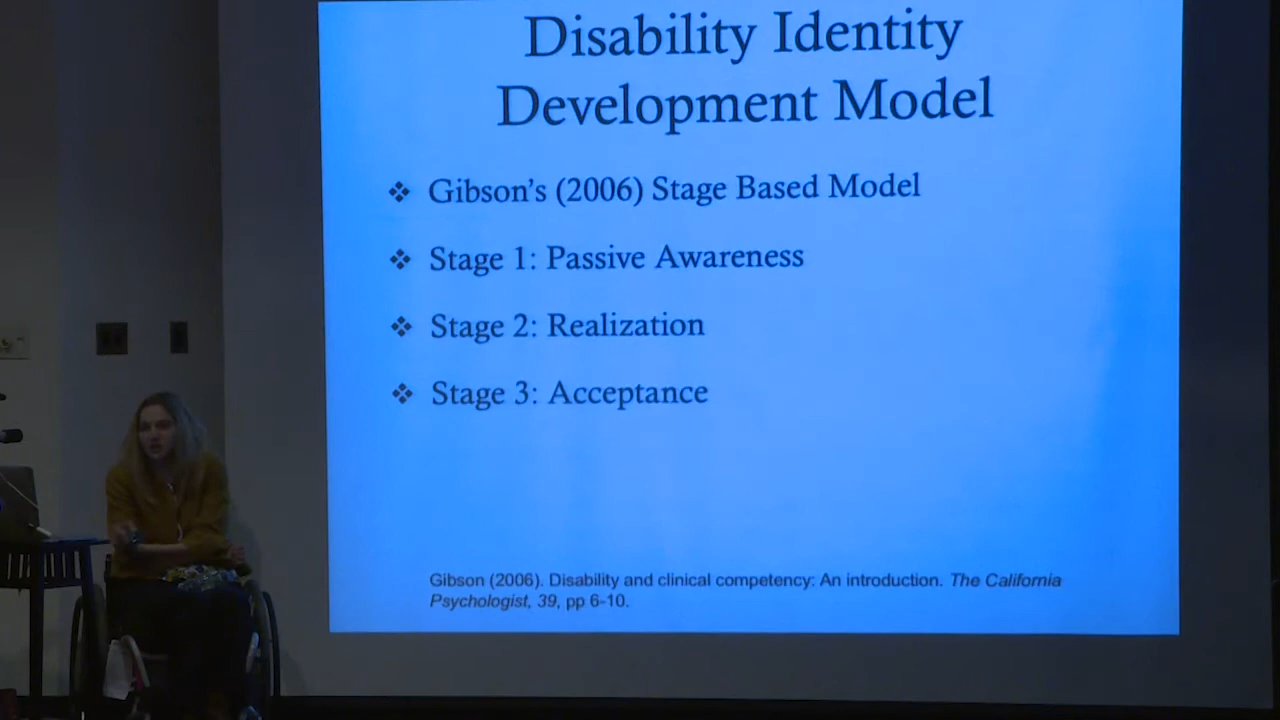 Disability Identity
Development Model
❖ Gibson's (2006) Stage Based Model
❖ Stage 1: Passive Awareness
❖ Stage 2: Realization
❖ Stage 3: Acceptance
Gibson (2006). Disability and clinical competency: An introduction. The California
Psychologist, 39, pp 6-10.